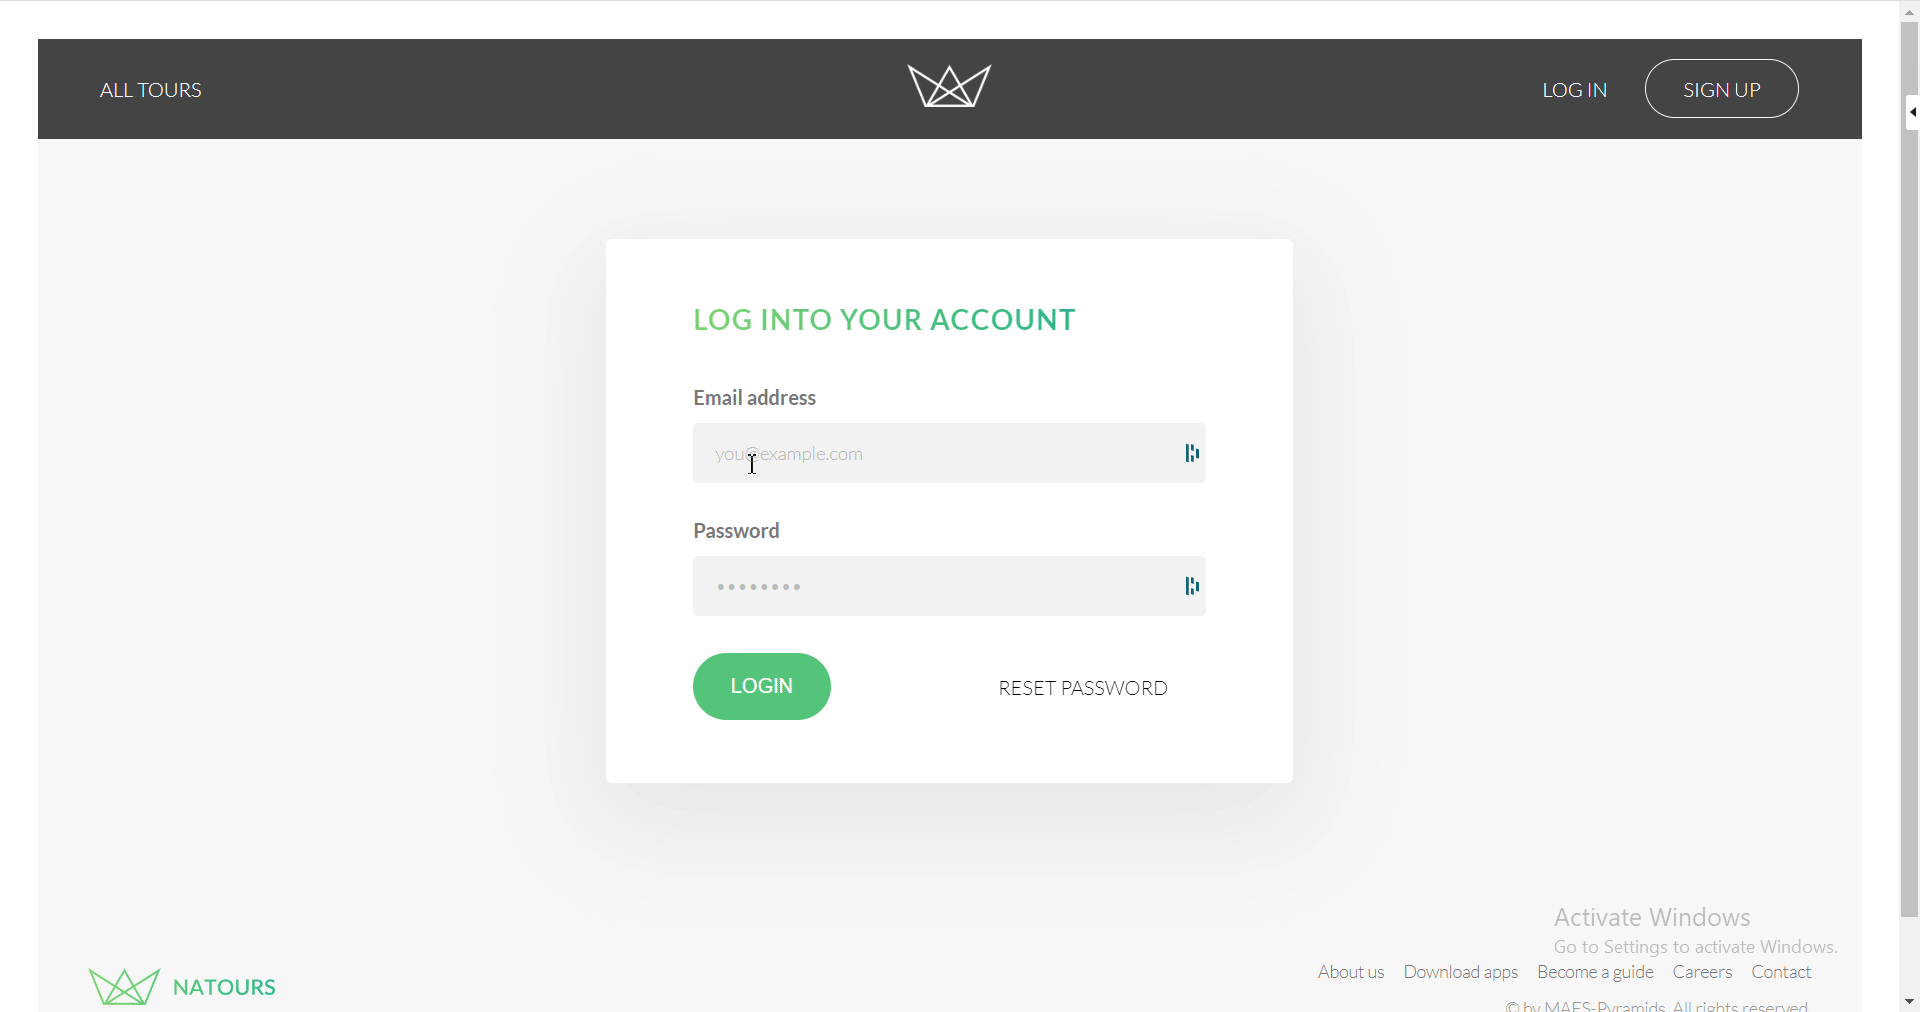 ALL TOURS
LOG IN
SIGN UP
LOG INTO YOUR ACCOUNT
Email address
you@example.com
Password
••••••••
LOGIN
RESET PASSWORD
Activate Windows
Go to Settings to activate Windows.
About us Download apps Become a guide Careers Contact
NATOURS
© by MAES-Pyramids. All rights reserved